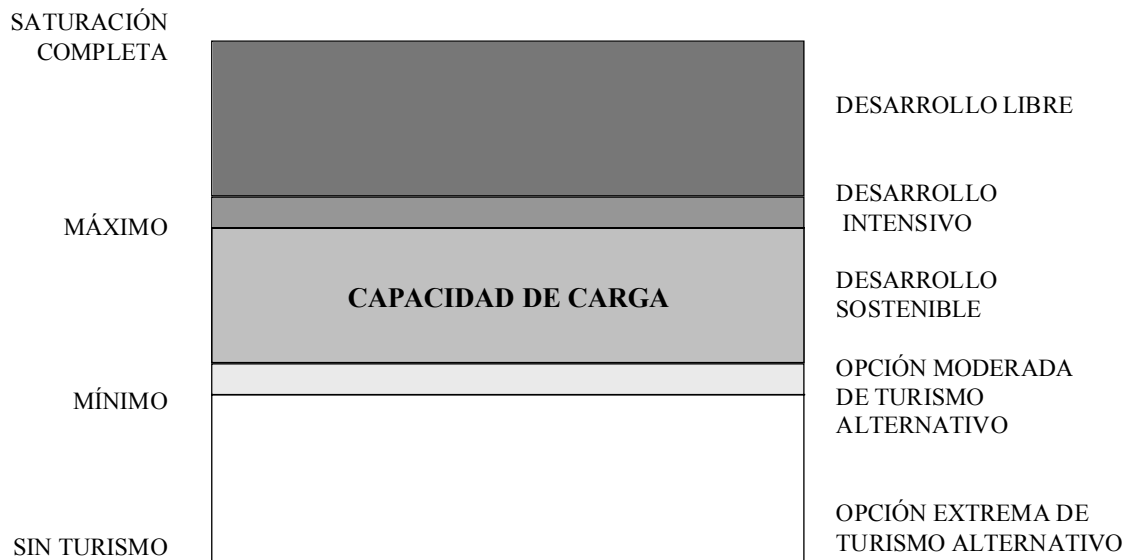 SATURACIÓN
COMPLETA
DESARROLLO LIBRE
DESARROLLO
INTENSIVO
MÁXIMO
CAPACIDAD DE CARGA
DESARROLLO
SOSTENIBLE
OPCIÓN MODERADA
DE TURISMO
ALTERNATIVO
MÍNIMO
OPCIÓN EXTREMA DE
TURISMO ALTERNATIVO
SIN TURISMO